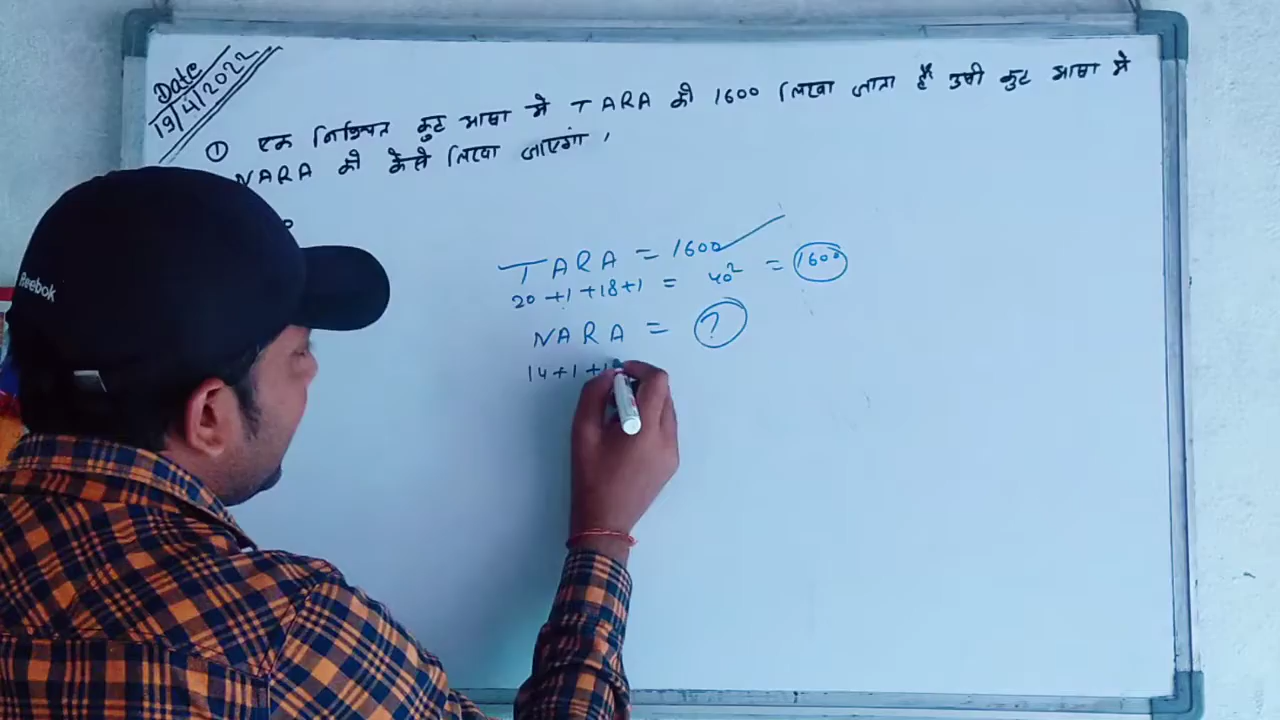 Date
19/4/2022
① एक निश्चित कुट भाषा मे TARA को 1600 लिखा जाता है उसी कुट भाषा मे
NARA को कैसे लिखा जाएगां,
TARA = 1600 ✓
20 +1 +18+1 = 40² = 1600
NARA = ?
14+1+1
Reebok